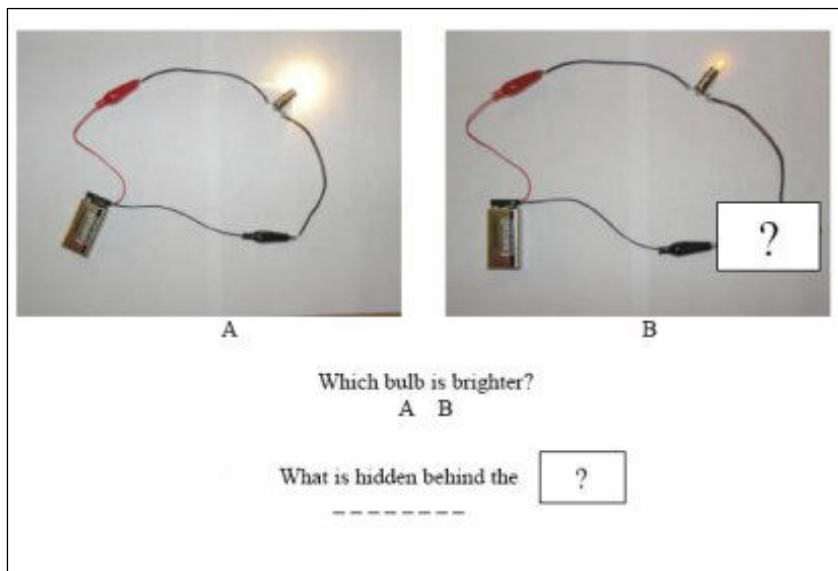 ?
A B
Which bulb is brighter?
A B
What is hidden behind the ?
_ _ _ _ _ _ _ _